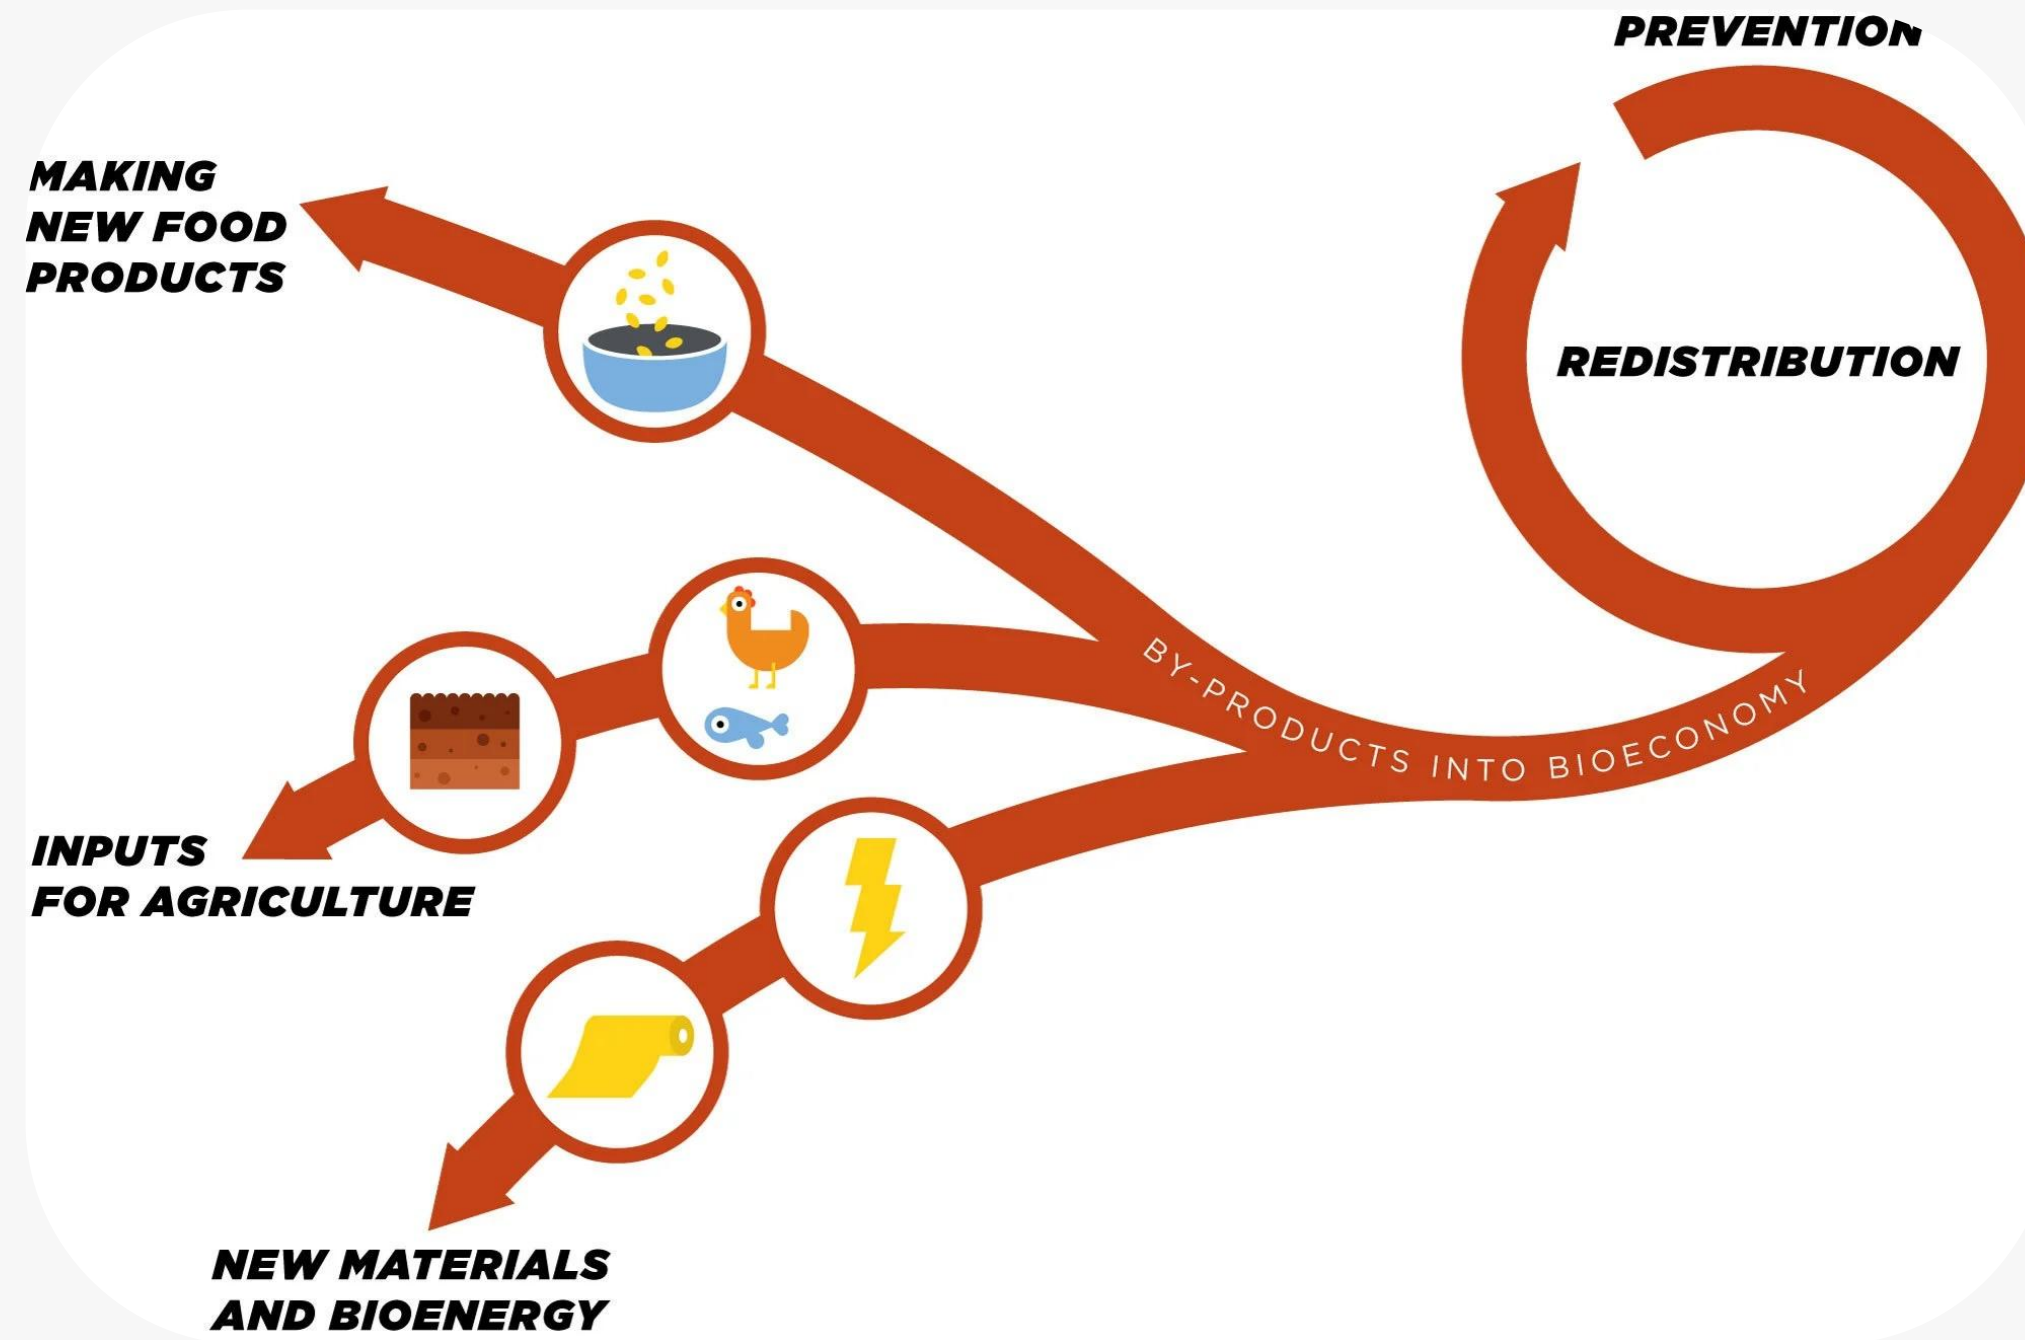 PREVENTION
MAKING
NEW FOOD
PRODUCTS
REDISTRIBUTION
BY-PRODUCTS INTO BIOECONOMY
INPUTS
FOR AGRICULTURE
NEW MATERIALS
AND BIOENERGY